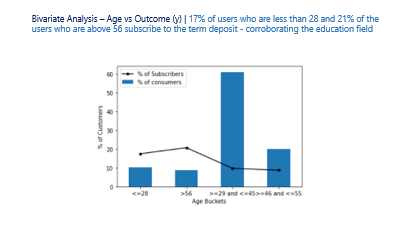 Bivariate Analysis – Age vs Outcome (y) | 17% of users who are less than 28 and 21% of the
users who are above 56 subscribe to the term deposit - corroborating the education field
% of Subscribers
% of consumers
60
50
40
30
20
10
0
% of Customers
<=28 >56 >=29 and <=45 >=46 and <=55
Age Buckets